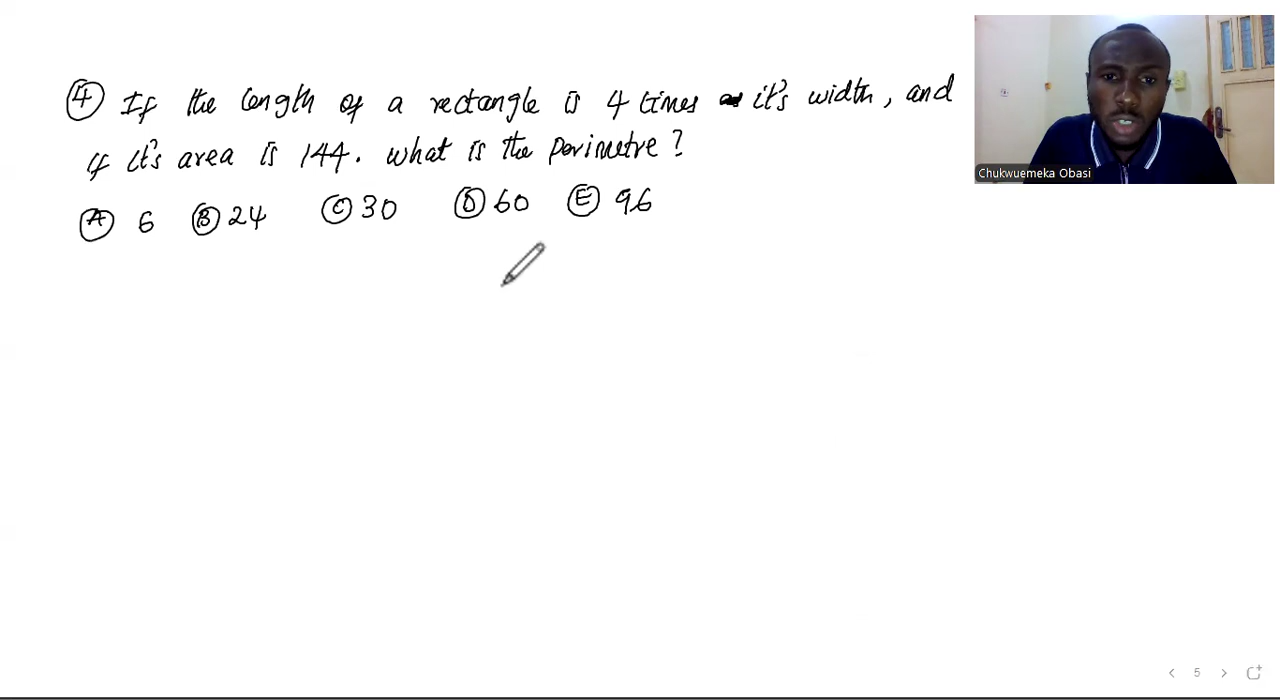 ④ If the length of a rectangle is 4 times it's width, and
if it's area is 144. What is the perimetre?
Ⓐ 6 Ⓑ 24 Ⓒ 30 Ⓓ 60 Ⓔ 96
Chukwuemeka Obasi
5